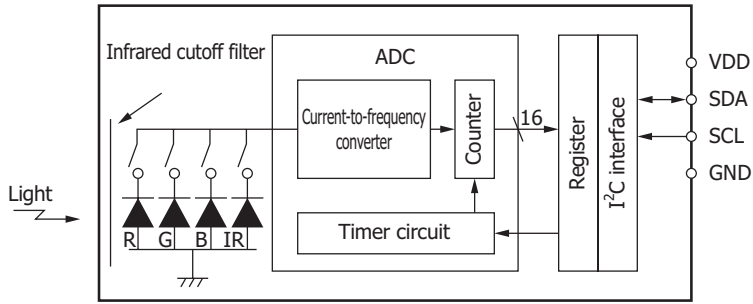 Infrared cutoff filter
ADC
VDD
Current-to-frequency
converter
Counter
16
Register
I²C interface
SDA
SCL
GND
Light
R
G
B
IR
Timer circuit